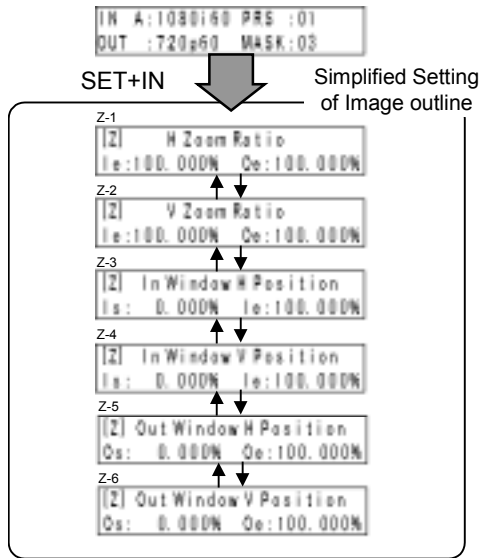 IN A:1080i60 PRS :01
OUT :720p60 MASK:03
SET+IN
Simplified Setting
of Image outline
Z-1
[Z] H Zoom Ratio
Ie:100.000% Oe:100.000%
Z-2
[Z] V Zoom Ratio
Ie:100.000% Oe:100.000%
Z-3
[Z] In Window H Position
Is: 0.000% Ie:100.000%
Z-4
[Z] In Window V Position
Is: 0.000% Ie:100.000%
Z-5
[Z] Out Window H Position
Os: 0.000% Oe:100.000%
Z-6
[Z] Out Window V Position
Os: 0.000% Oe:100.000%